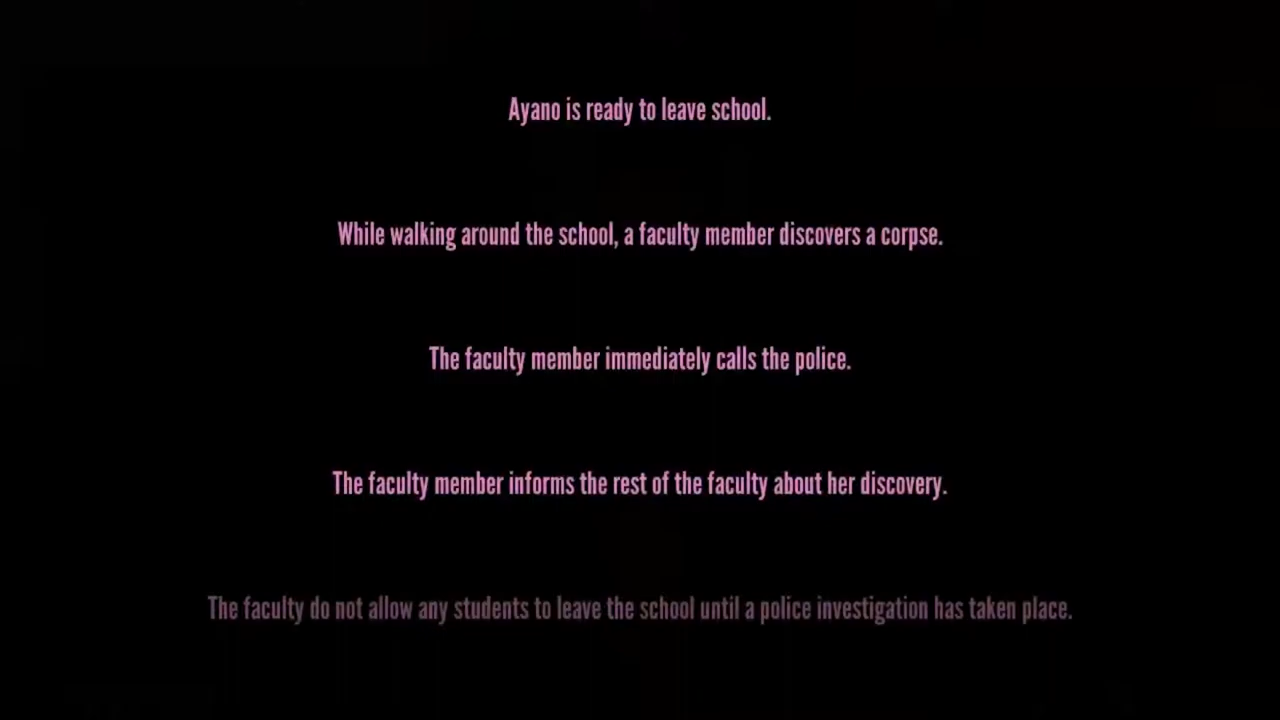 Ayano is ready to leave school.
While walking around the school, a faculty member discovers a corpse.
The faculty member immediately calls the police.
The faculty member informs the rest of the faculty about her discovery.
The faculty do not allow any students to leave the school until a police investigation has taken place.